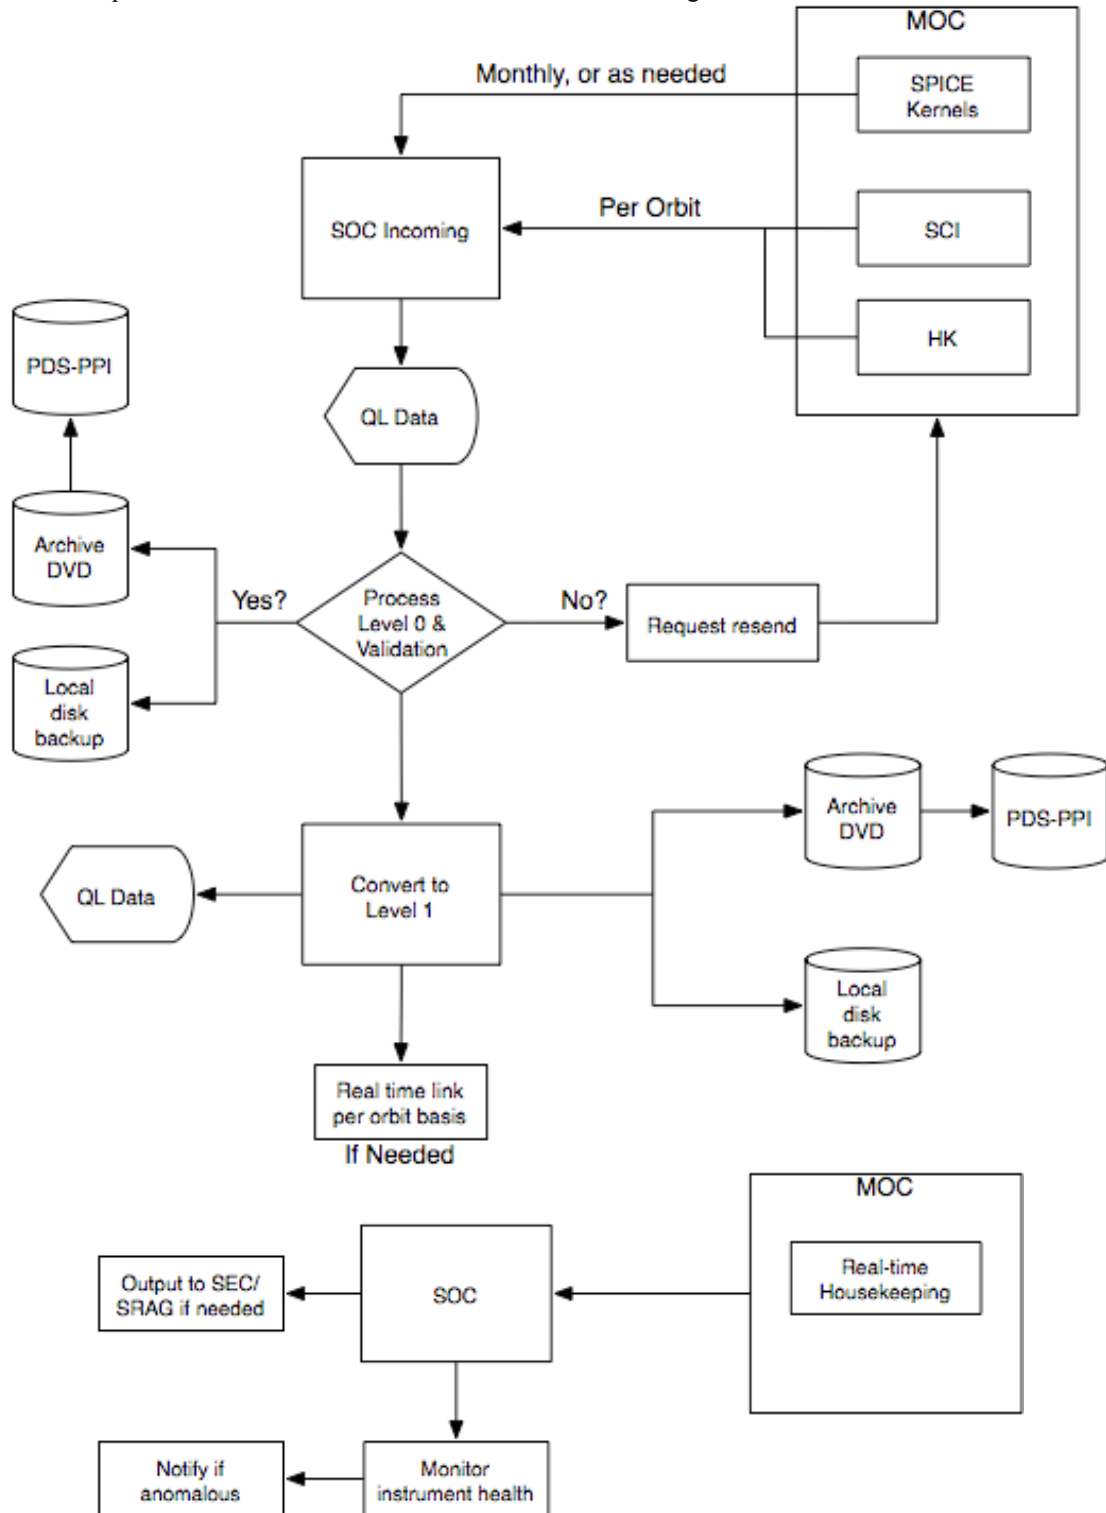 MOC
Monthly, or as needed
SPICE
Kernels
Per Orbit
SOC Incoming
SCI
HK
PDS-PPI
QL Data
Archive
DVD
Yes?
Process
Level 0 &
Validation
No?
Request resend
Local
disk
backup
Archive
DVD
PDS-PPI
QL Data
Convert to
Level 1
Local
disk
backup
Real time link
per orbit basis
If Needed
MOC
Output to SEC/
SRAG if needed
SOC
Real-time
Housekeeping
Notify if
anomalous
Monitor
instrument health